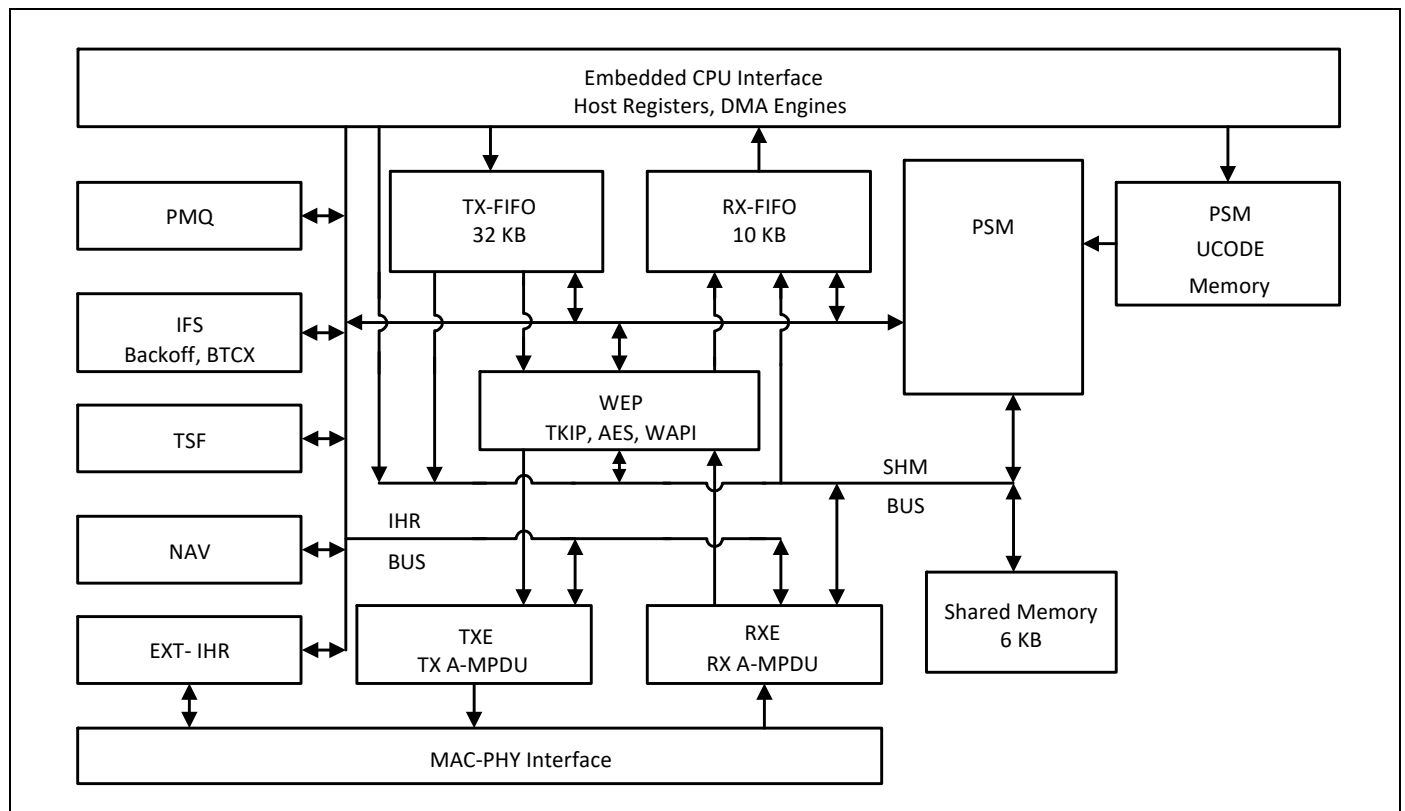 Embedded CPU Interface
Host Registers, DMA Engines
PMQ
TX-FIFO
32 KB
RX-FIFO
10 KB
PSM
PSM
UCODE
Memory
IFS
Backoff, BTCX
WEP
TKIP, AES, WAPI
TSF
SHM
BUS
IHR
BUS
NAV
Shared Memory
6 KB
EXT- IHR
TXE
TX A-MPDU
RXE
RX A-MPDU
MAC-PHY Interface